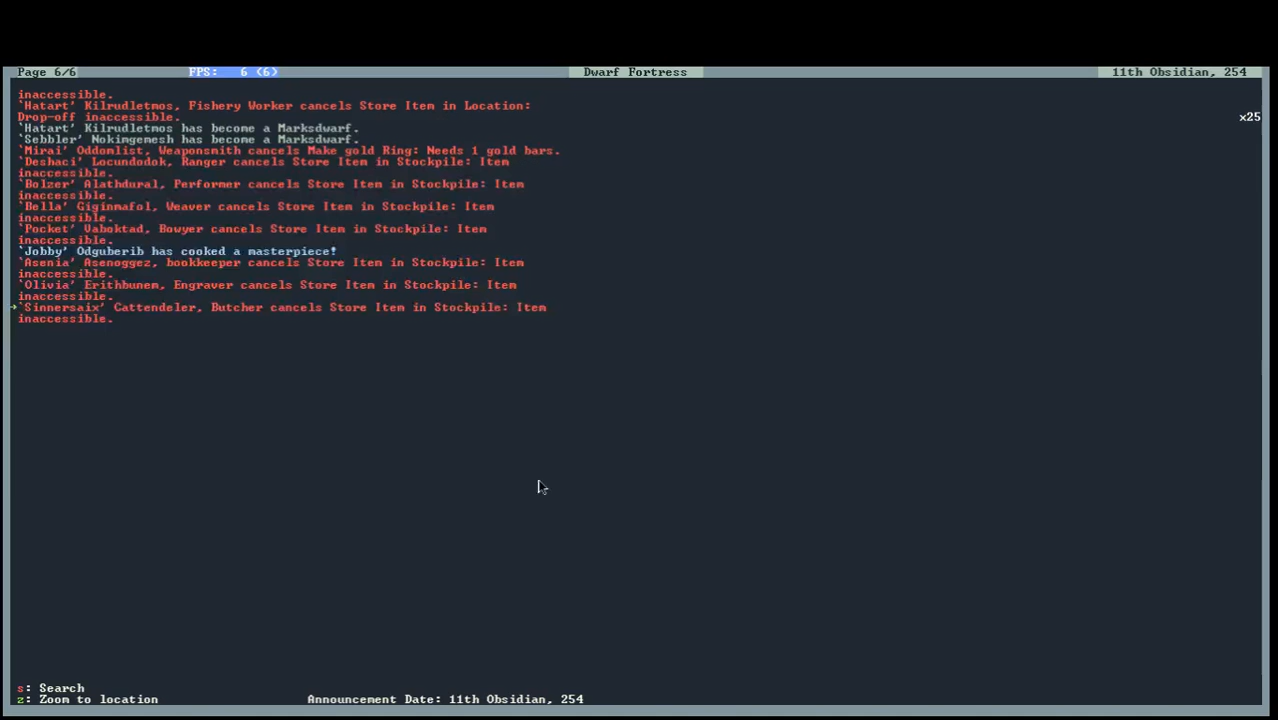 Page 6/6 FPS: 6 (6) Dwarf Fortress 11th Obsidian, 254
inaccessible.
`Hatart' Kilrudletmos, Fishery Worker cancels Store Item in Location:
Drop-off inaccessible. x25
`Hatart' Kilrudletmos has become a Marksdwarf.
`Sebbler' Nokimgemesh has become a Marksdwarf.
`Mirai' Oddomlist, Weaponsmith cancels Make gold Ring: Needs 1 gold bars.
`Deshaci' Locundodok, Ranger cancels Store Item in Stockpile: Item
inaccessible.
`Bolzer' Alathdural, Performer cancels Store Item in Stockpile: Item
inaccessible.
`Bella' Giginmafol, Weaver cancels Store Item in Stockpile: Item
inaccessible.
`Pocket' Vaboktad, Bowyer cancels Store Item in Stockpile: Item
inaccessible.
`Jobby' Odguberib has cooked a masterpiece!
`Asenia' Asenoggez, bookkeeper cancels Store Item in Stockpile: Item
inaccessible.
`Olivia' Erithbunem, Engraver cancels Store Item in Stockpile: Item
inaccessible.
→`Sinnersaix' Cattendeler, Butcher cancels Store Item in Stockpile: Item
inaccessible.
s: Search
z: Zoom to location Announcement Date: 11th Obsidian, 254